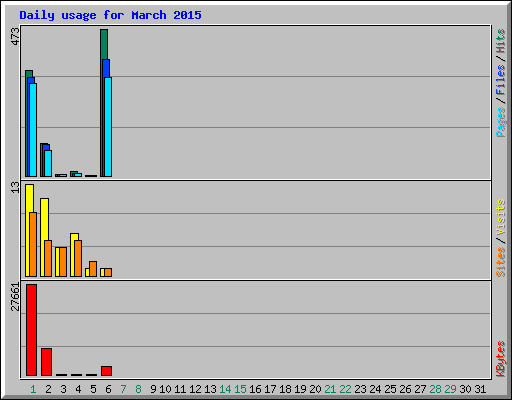 Daily usage for March 2015
473
Pages/Files/Hits
13
Sites/Visits
27661
KBytes
1 2 3 4 5 6 7 8 9 10 11 12 13 14 15 16 17 18 19 20 21 22 23 24 25 26 27 28 29 30 31